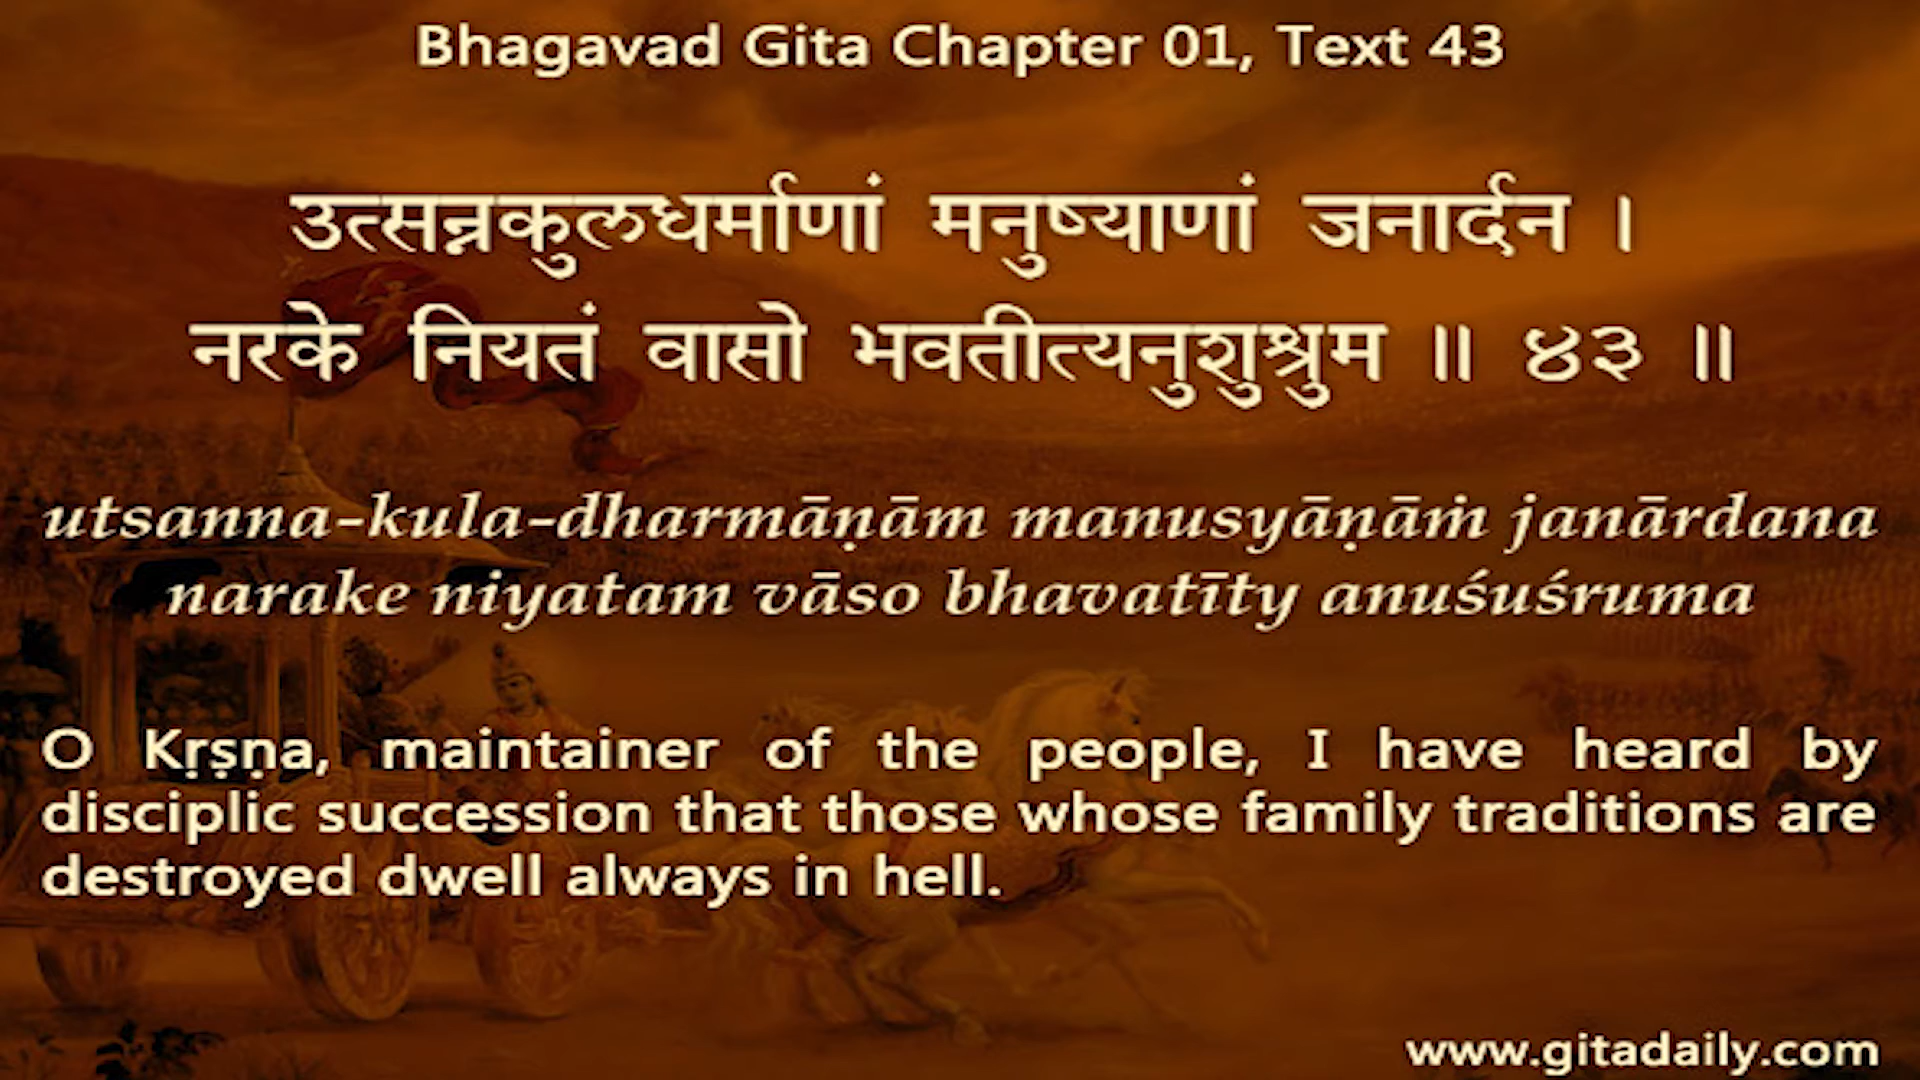 Bhagavad Gita Chapter 01, Text 43
उत्सन्नकुलधर्माणां मनुष्याणां जनार्दन ।
नरके नियतं वासो भवतीत्यनुशुश्रुम ॥ ४३ ॥
utsanna-kula-dharmāṇām manusyāṇāṁ janārdana
narake niyatam vāso bhavatīty anuśuśruma
O Kṛṣṇa, maintainer of the people, I have heard by
disciplic succession that those whose family traditions are
destroyed dwell always in hell.
www.gitadaily.com